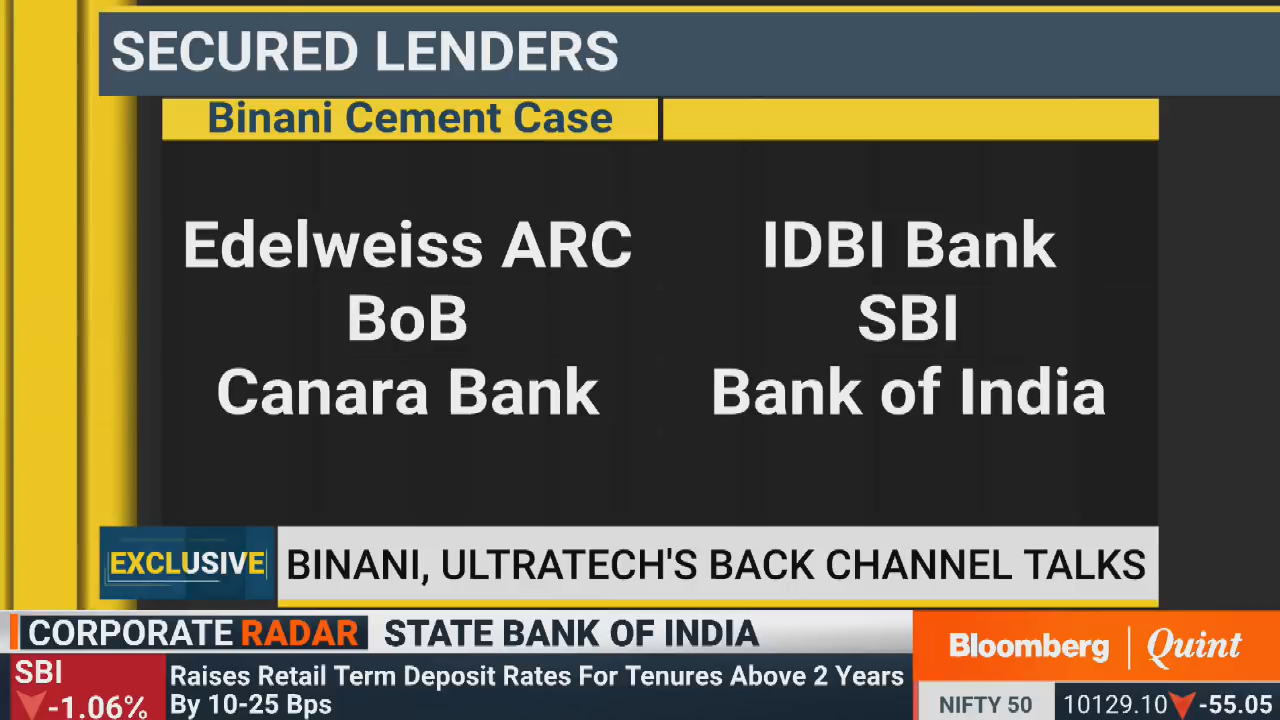 SECURED LENDERS
Binani Cement Case
Edelweiss ARC
BoB
Canara Bank
IDBI Bank
SBI
Bank of India
EXCLUSIVE
BINANI, ULTRATECH'S BACK CHANNEL TALKS
CORPORATE RADAR
STATE BANK OF INDIA
SBI
-1.06%
Raises Retail Term Deposit Rates For Tenures Above 2 Years
By 10-25 Bps
Bloomberg | Quint
NIFTY 50
10129.10
-55.05